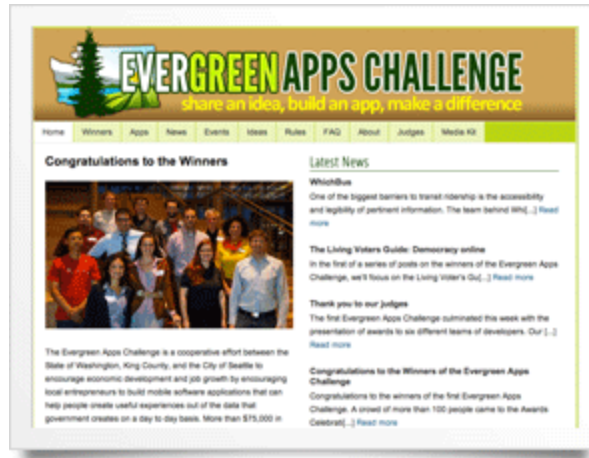 EVERGREEN APPS CHALLENGE
share an idea, build an app, make a difference
Home Winners Apps News Events Ideas Rules FAQ About Judges Media Kit
Congratulations to the Winners
The Evergreen Apps Challenge is a cooperative effort between the
State of Washington, King County, and the City of Seattle to
encourage economic development and job growth by encouraging
local entrepreneurs to build mobile software applications that can
help people create useful experiences out of the data that
government creates on a day to day basis. More than $75,000 in
Latest News
WhichBus
One of the biggest barriers to transit ridership is the accessibility
and legibility of pertinent information. The team behind Whi[...] Read
more
The Living Voters Guide: Democracy online
In the first of a series of posts on the winners of the Evergreen Apps
Challenge, we'll focus on the Living Voter's Gu[...] Read more
Thank you to our judges
The first Evergreen Apps Challenge culminated this week with the
presentation of awards to six different teams of developers. Our [...]
Read more
Congratulations to the Winners of the Evergreen Apps
Challenge
Congratulations to the winners of the first Evergreen Apps
Challenge. A crowd of more than 100 people came to the Awards
Celebrati[...] Read more